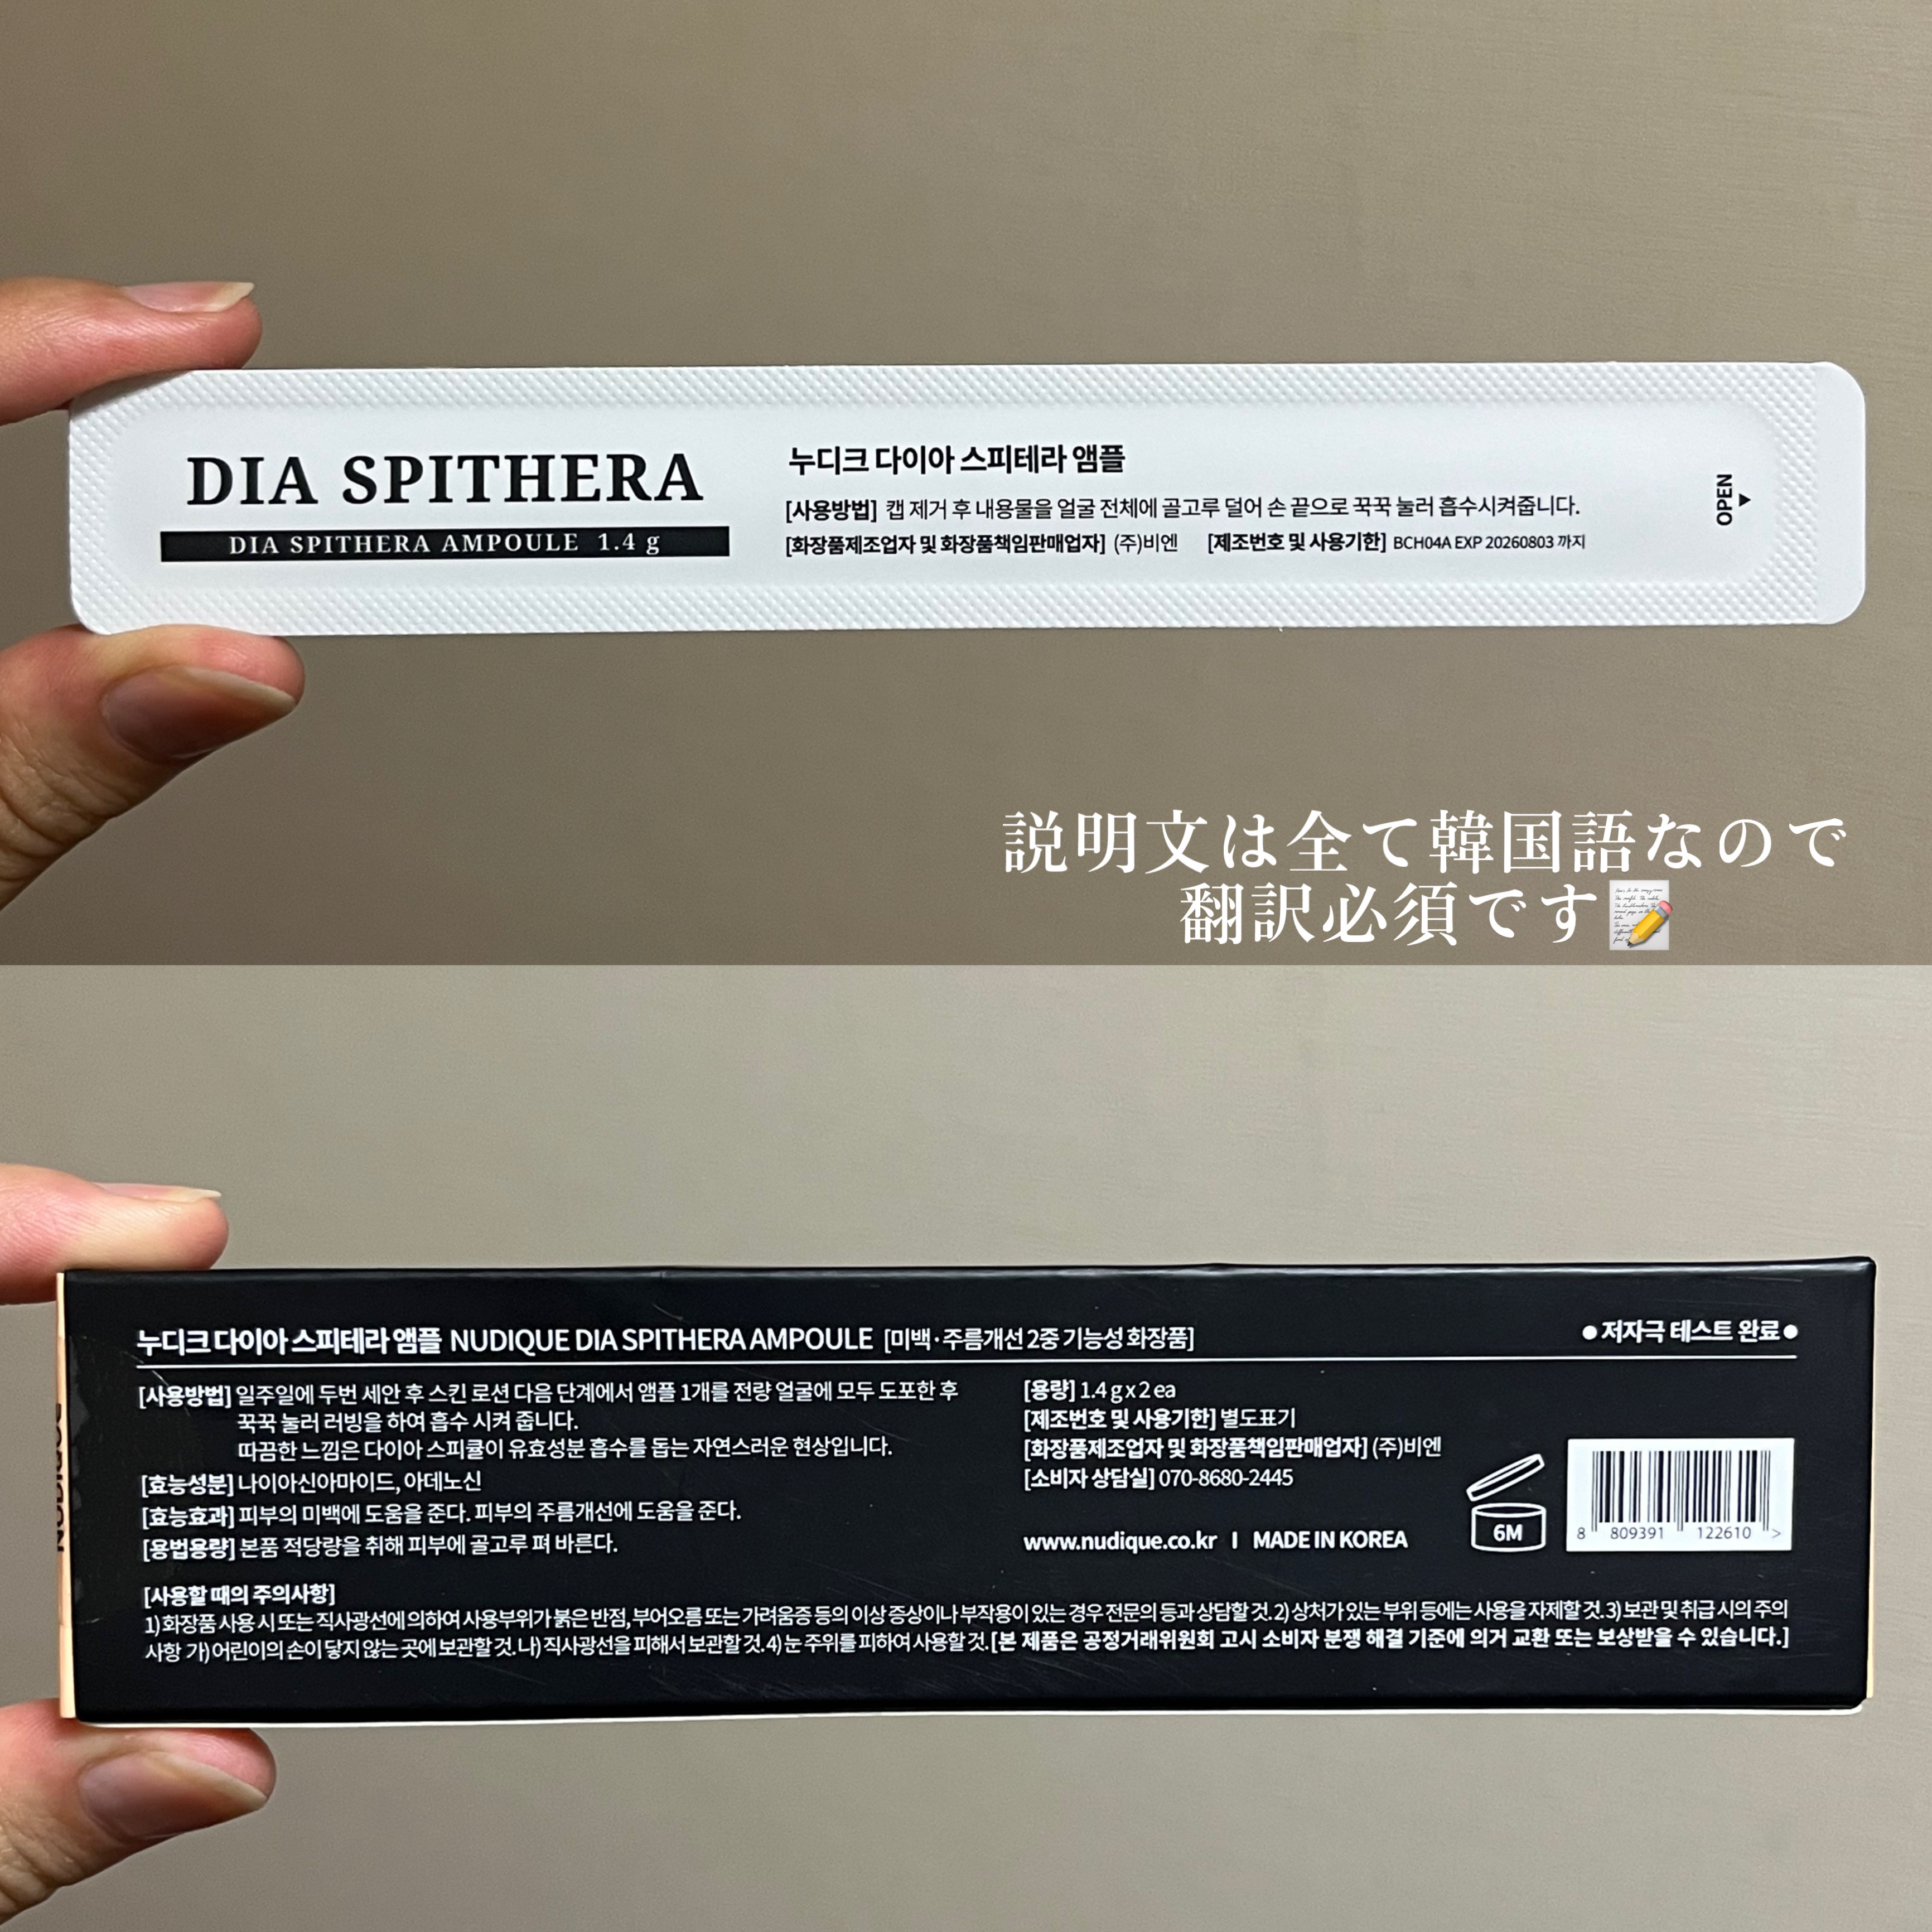 DIA SPITHERA
DIA SPITHERA AMPOULE 1.4 g
누디크 다이아 스피테라 앰플
[사용방법] 캡 제거 후 내용물을 얼굴 전체에 골고루 덜어 손 끝으로 꾹꾹 눌러 흡수시켜줍니다.
[화장품제조업자 및 화장품책임판매업자] (주)비엔 [제조번호 및 사용기한] BCH04A EXP 20260803 까지
OPEN
説明文は全て韓国語なので
翻訳必須です📝
누디크 다이아 스피테라 앰플 NUDIQUE DIA SPITHERA AMPOULE [미백·주름개선 2중 기능성 화장품]
●저자극 테스트 완료●
[사용방법] 일주일에 두번 세안 후 스킨 로션 다음 단계에서 앰플 1개를 전량 얼굴에 모두 도포한 후
꾹꾹 눌러 러빙을 하여 흡수 시켜 줍니다.
따끔한 느낌은 다이아 스피큘이 유효성분 흡수를 돕는 자연스러운 현상입니다.
[효능성분] 나이아신아마이드, 아데노신
[효능효과] 피부의 미백에 도움을 준다. 피부의 주름개선에 도움을 준다.
[용법용량] 본품 적당량을 취해 피부에 골고루 펴 바른다.
[용량] 1.4 g x 2 ea
[제조번호 및 사용기한] 별도표기
[화장품제조업자 및 화장품책임판매업자] (주)비엔
[소비자 상담실] 070-8680-2445
www.nudique.co.kr I MADE IN KOREA
6M
8 809391 122610 >
[사용할 때의 주의사항]
1) 화장품 사용 시 또는 직사광선에 의하여 사용부위가 붉은 반점, 부어오름 또는 가려움증 등의 이상 증상이나 부작용이 있는 경우 전문의 등과 상담할 것. 2) 상처가 있는 부위 등에는 사용을 자제할 것. 3) 보관 및 취급 시의 주의
사항 가) 어린이의 손이 닿지 않는 곳에 보관할 것. 나) 직사광선을 피해서 보관할 것. 4) 눈 주위를 피하여 사용할 것. [본 제품은 공정거래위원회 고시 소비자 분쟁 해결 기준에 의거 교환 또는 보상받을 수 있습니다.]